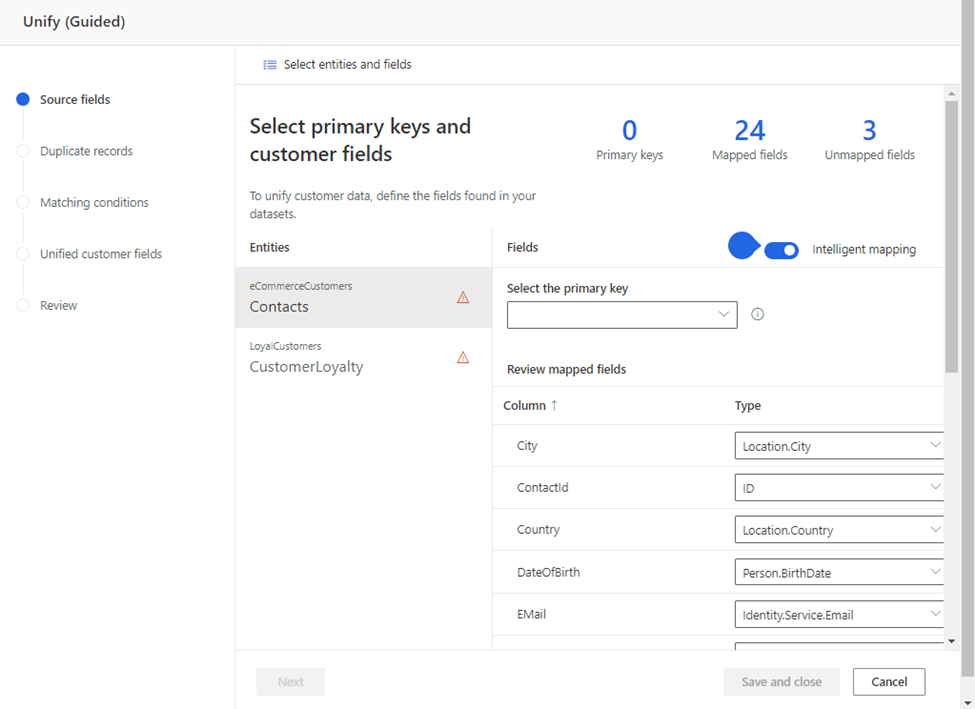 Unify (Guided)
Source fields
Duplicate records
Matching conditions
Unified customer fields
Review
Select entities and fields
Select primary keys and
customer fields
0
Primary keys
24
Mapped fields
3
Unmapped fields
To unify customer data, define the fields found in your
datasets.
Entities
eCommerceCustomers
Contacts
LoyalCustomers
CustomerLoyalty
Fields
Intelligent mapping
Select the primary key
Review mapped fields
Column ↑ Type
City Location.City
ContactId ID
Country Location.Country
DateOfBirth Person.BirthDate
EMail Identity.Service.Email
Next
Save and close
Cancel